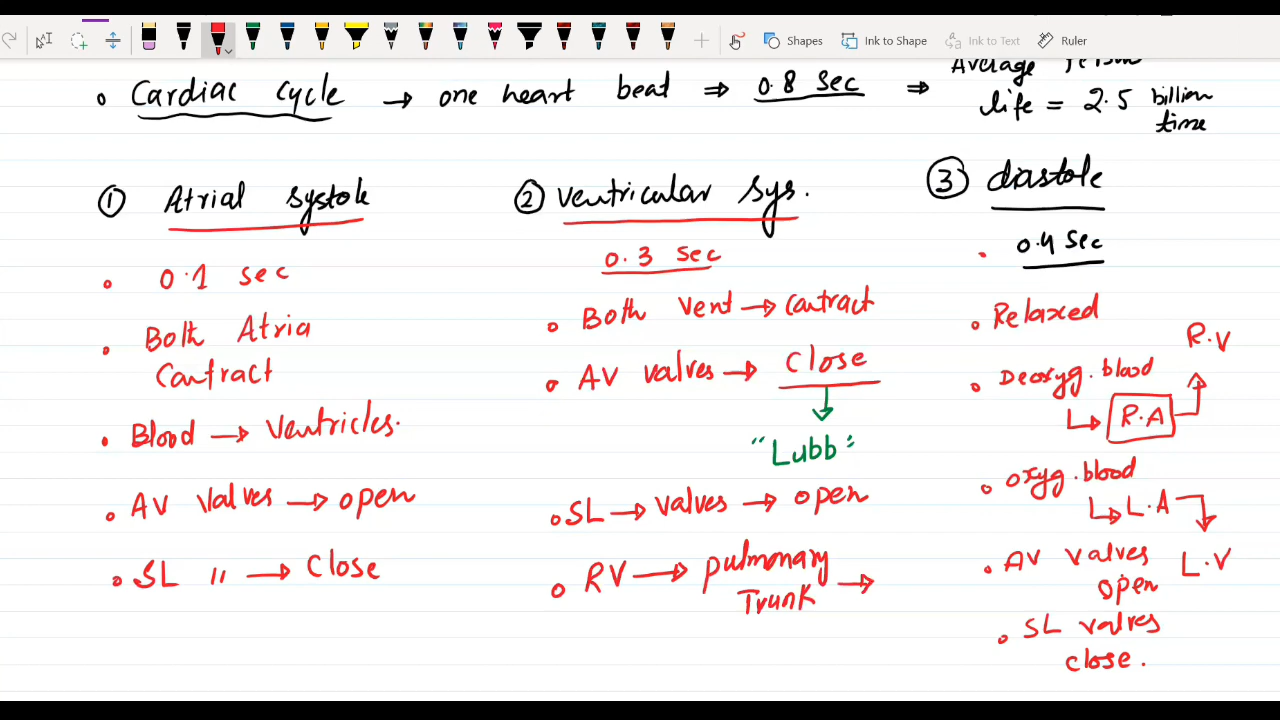 Shapes
Ink to Shape
Ink to Text
Ruler
• Cardiac cycle → one heart beat ⇒ 0.8 sec ⇒
Average Person
life = 2.5 billion
time
① Atrial systole
• 0.1 sec
• Both Atria
Contract
• Blood → Ventricles.
• AV valves → open
• SL " → Close
② Ventricular sys.
0.3 sec
• Both Vent → Contract
• AV valves → Close
"Lubb"
• SL → valves → open
• RV → pulmonary
Trunk →
③ diastole
• 0.4 sec
• Relaxed
R.V
• Deoxyg. blood
R.A
• oxyg. blood
L.A
• AV valves
open
L.V
• SL valves
close.